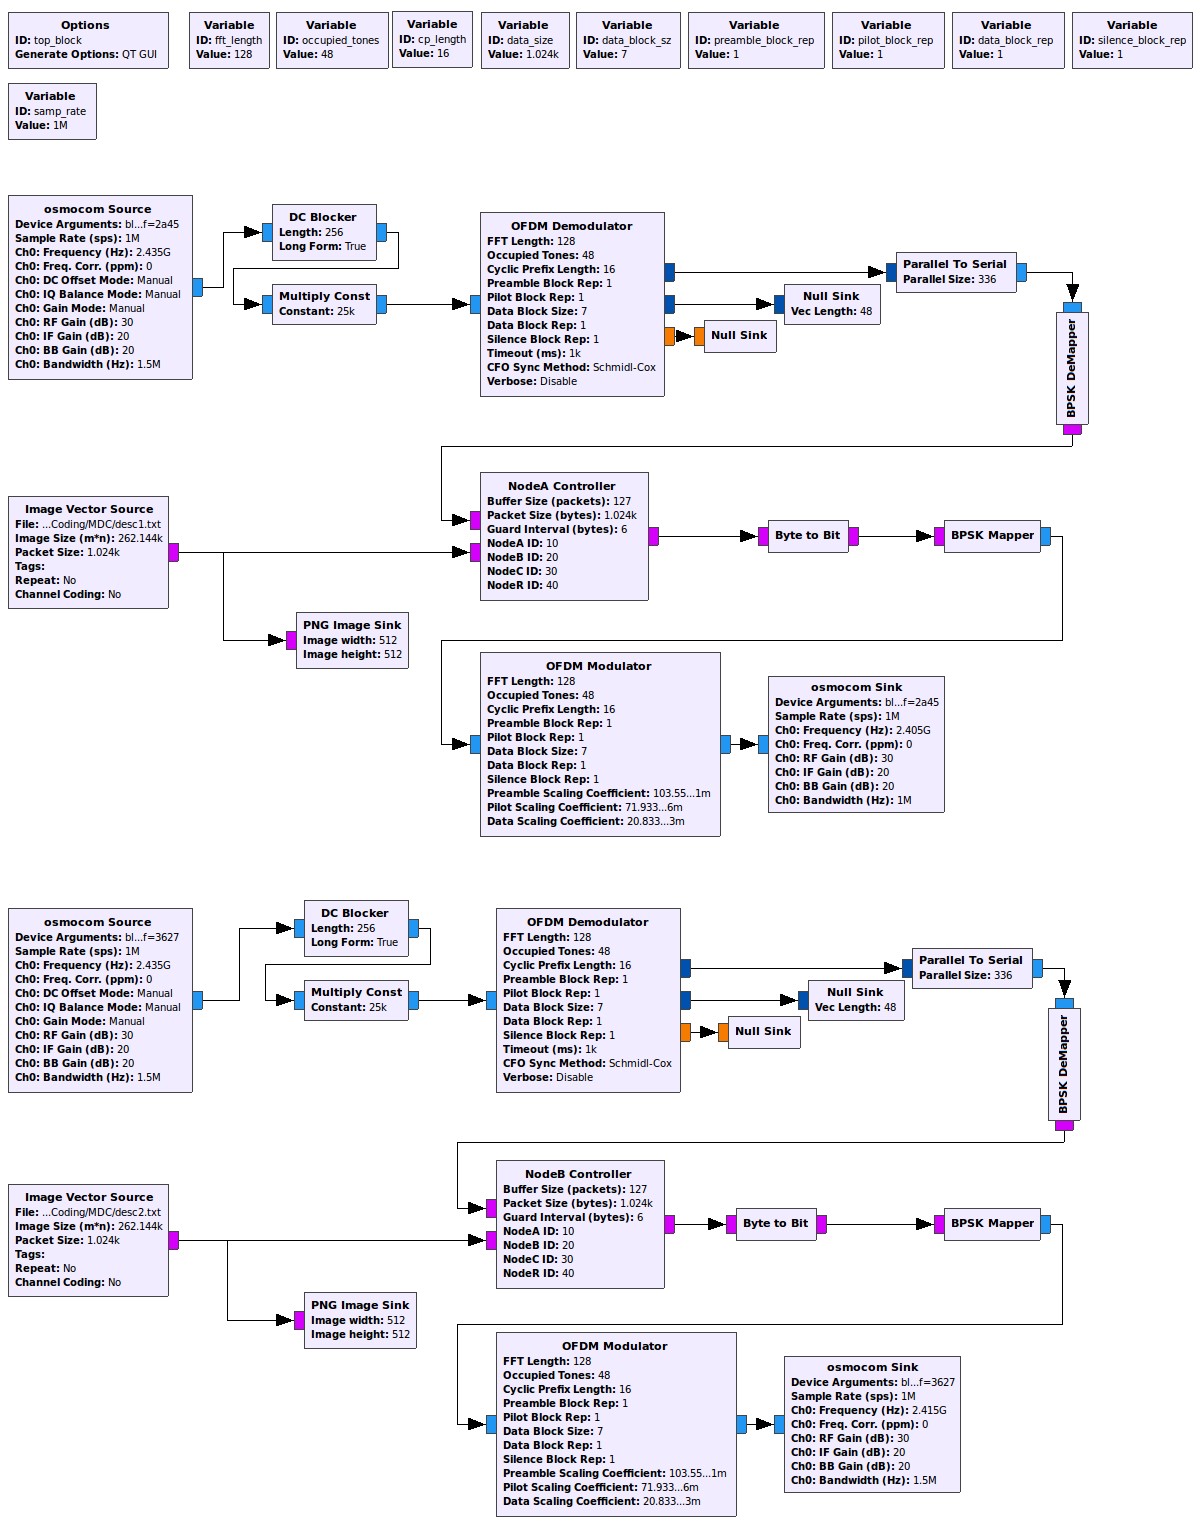 Options
ID: top_block
Generate Options: QT GUI
Variable
ID: fft_length
Value: 128
Variable
ID: occupied_tones
Value: 48
Variable
ID: cp_length
Value: 16
Variable
ID: data_size
Value: 1.024k
Variable
ID: data_block_sz
Value: 7
Variable
ID: preamble_block_rep
Value: 1
Variable
ID: pilot_block_rep
Value: 1
Variable
ID: data_block_rep
Value: 1
Variable
ID: silence_block_rep
Value: 1
Variable
ID: samp_rate
Value: 1M
osmocom Source
Device Arguments: bl...f=2a45
Sample Rate (sps): 1M
Ch0: Frequency (Hz): 2.435G
Ch0: Freq. Corr. (ppm): 0
Ch0: DC Offset Mode: Manual
Ch0: IQ Balance Mode: Manual
Ch0: Gain Mode: Manual
Ch0: RF Gain (dB): 30
Ch0: IF Gain (dB): 20
Ch0: BB Gain (dB): 20
Ch0: Bandwidth (Hz): 1.5M
DC Blocker
Length: 256
Long Form: True
Multiply Const
Constant: 25k
OFDM Demodulator
FFT Length: 128
Occupied Tones: 48
Cyclic Prefix Length: 16
Preamble Block Rep: 1
Pilot Block Rep: 1
Data Block Size: 7
Data Block Rep: 1
Silence Block Rep: 1
Timeout (ms): 1k
CFO Sync Method: Schmidl-Cox
Verbose: Disable
Parallel To Serial
Parallel Size: 336
Null Sink
Vec Length: 48
Null Sink
BPSK DeMapper
Image Vector Source
File: ...Coding/MDC/desc1.txt
Image Size (m*n): 262.144k
Packet Size: 1.024k
Tags:
Repeat: No
Channel Coding: No
PNG Image Sink
Image width: 512
Image height: 512
NodeA Controller
Buffer Size (packets): 127
Packet Size (bytes): 1.024k
Guard Interval (bytes): 6
NodeA ID: 10
NodeB ID: 20
NodeC ID: 30
NodeR ID: 40
Byte to Bit
BPSK Mapper
OFDM Modulator
FFT Length: 128
Occupied Tones: 48
Cyclic Prefix Length: 16
Preamble Block Rep: 1
Pilot Block Rep: 1
Data Block Size: 7
Data Block Rep: 1
Silence Block Rep: 1
Preamble Scaling Coefficient: 103.55...1m
Pilot Scaling Coefficient: 71.933...6m
Data Scaling Coefficient: 20.833...3m
osmocom Sink
Device Arguments: bl...f=2a45
Sample Rate (sps): 1M
Ch0: Frequency (Hz): 2.405G
Ch0: Freq. Corr. (ppm): 0
Ch0: RF Gain (dB): 30
Ch0: IF Gain (dB): 20
Ch0: BB Gain (dB): 20
Ch0: Bandwidth (Hz): 1M
osmocom Source
Device Arguments: bl...f=3627
Sample Rate (sps): 1M
Ch0: Frequency (Hz): 2.435G
Ch0: Freq. Corr. (ppm): 0
Ch0: DC Offset Mode: Manual
Ch0: IQ Balance Mode: Manual
Ch0: Gain Mode: Manual
Ch0: RF Gain (dB): 30
Ch0: IF Gain (dB): 20
Ch0: BB Gain (dB): 20
Ch0: Bandwidth (Hz): 1.5M
DC Blocker
Length: 256
Long Form: True
Multiply Const
Constant: 25k
OFDM Demodulator
FFT Length: 128
Occupied Tones: 48
Cyclic Prefix Length: 16
Preamble Block Rep: 1
Pilot Block Rep: 1
Data Block Size: 7
Data Block Rep: 1
Silence Block Rep: 1
Timeout (ms): 1k
CFO Sync Method: Schmidl-Cox
Verbose: Disable
Parallel To Serial
Parallel Size: 336
Null Sink
Vec Length: 48
Null Sink
BPSK DeMapper
Image Vector Source
File: ...Coding/MDC/desc2.txt
Image Size (m*n): 262.144k
Packet Size: 1.024k
Tags:
Repeat: No
Channel Coding: No
PNG Image Sink
Image width: 512
Image height: 512
NodeB Controller
Buffer Size (packets): 127
Packet Size (bytes): 1.024k
Guard Interval (bytes): 6
NodeA ID: 10
NodeB ID: 20
NodeC ID: 30
NodeR ID: 40
Byte to Bit
BPSK Mapper
OFDM Modulator
FFT Length: 128
Occupied Tones: 48
Cyclic Prefix Length: 16
Preamble Block Rep: 1
Pilot Block Rep: 1
Data Block Size: 7
Data Block Rep: 1
Silence Block Rep: 1
Preamble Scaling Coefficient: 103.55...1m
Pilot Scaling Coefficient: 71.933...6m
Data Scaling Coefficient: 20.833...3m
osmocom Sink
Device Arguments: bl...f=3627
Sample Rate (sps): 1M
Ch0: Frequency (Hz): 2.415G
Ch0: Freq. Corr. (ppm): 0
Ch0: RF Gain (dB): 30
Ch0: IF Gain (dB): 20
Ch0: BB Gain (dB): 20
Ch0: Bandwidth (Hz): 1.5M